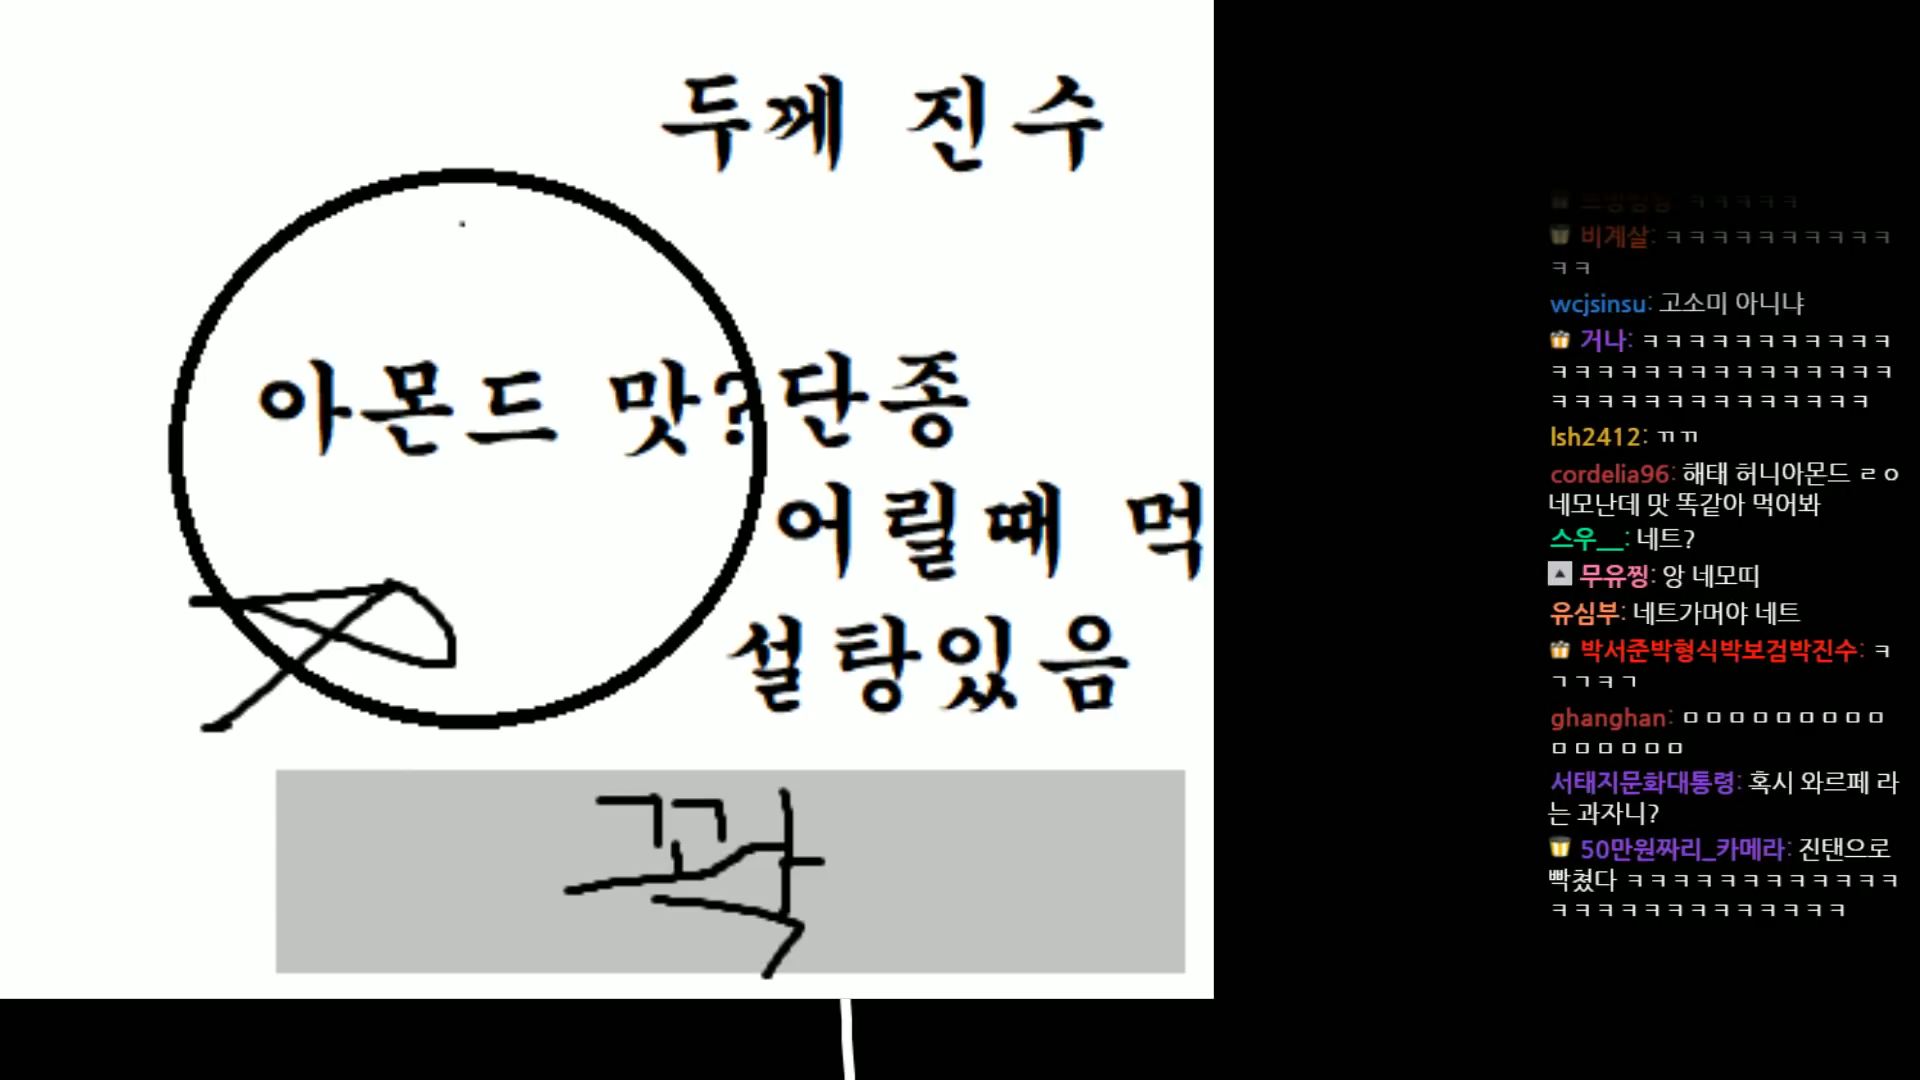 두께 진수
아몬드 맛?
단종
어릴때 먹
설탕있음
꽉
비계살: ㅋㅋㅋㅋㅋㅋㅋㅋㅋㅋ
ㅋㅋ
wcjsinsu: 고소미 아니냐
거나: ㅋㅋㅋㅋㅋㅋㅋㅋㅋㅋㅋ
ㅋㅋㅋㅋㅋㅋㅋㅋㅋㅋㅋㅋㅋㅋㅋ
ㅋㅋㅋㅋㅋㅋㅋㅋㅋㅋㅋㅋㅋㅋ
lsh2412: ㄲㄲ
cordelia96: 해태 허니아몬드 ㄹㅇ
네모난데 맛 똑같아 먹어봐
스우__: 네트?
무유찡: 앙 네모띠
유심부: 네트가머야 네트
박서준박형식박보검박진수: ㅋ
ㄱㄱㅋㄱ
ghanghan: ㅁㅁㅁㅁㅁㅁㅁㅁㅁ
ㅁㅁㅁㅁㅁㅁ
서태지문화대통령: 혹시 와르페 라
는 과자니?
50만원짜리_카메라: 진탠으로
빡쳤다 ㅋㅋㅋㅋㅋㅋㅋㅋㅋㅋㅋㅋ
ㅋㅋㅋㅋㅋㅋㅋㅋㅋㅋㅋㅋㅋ